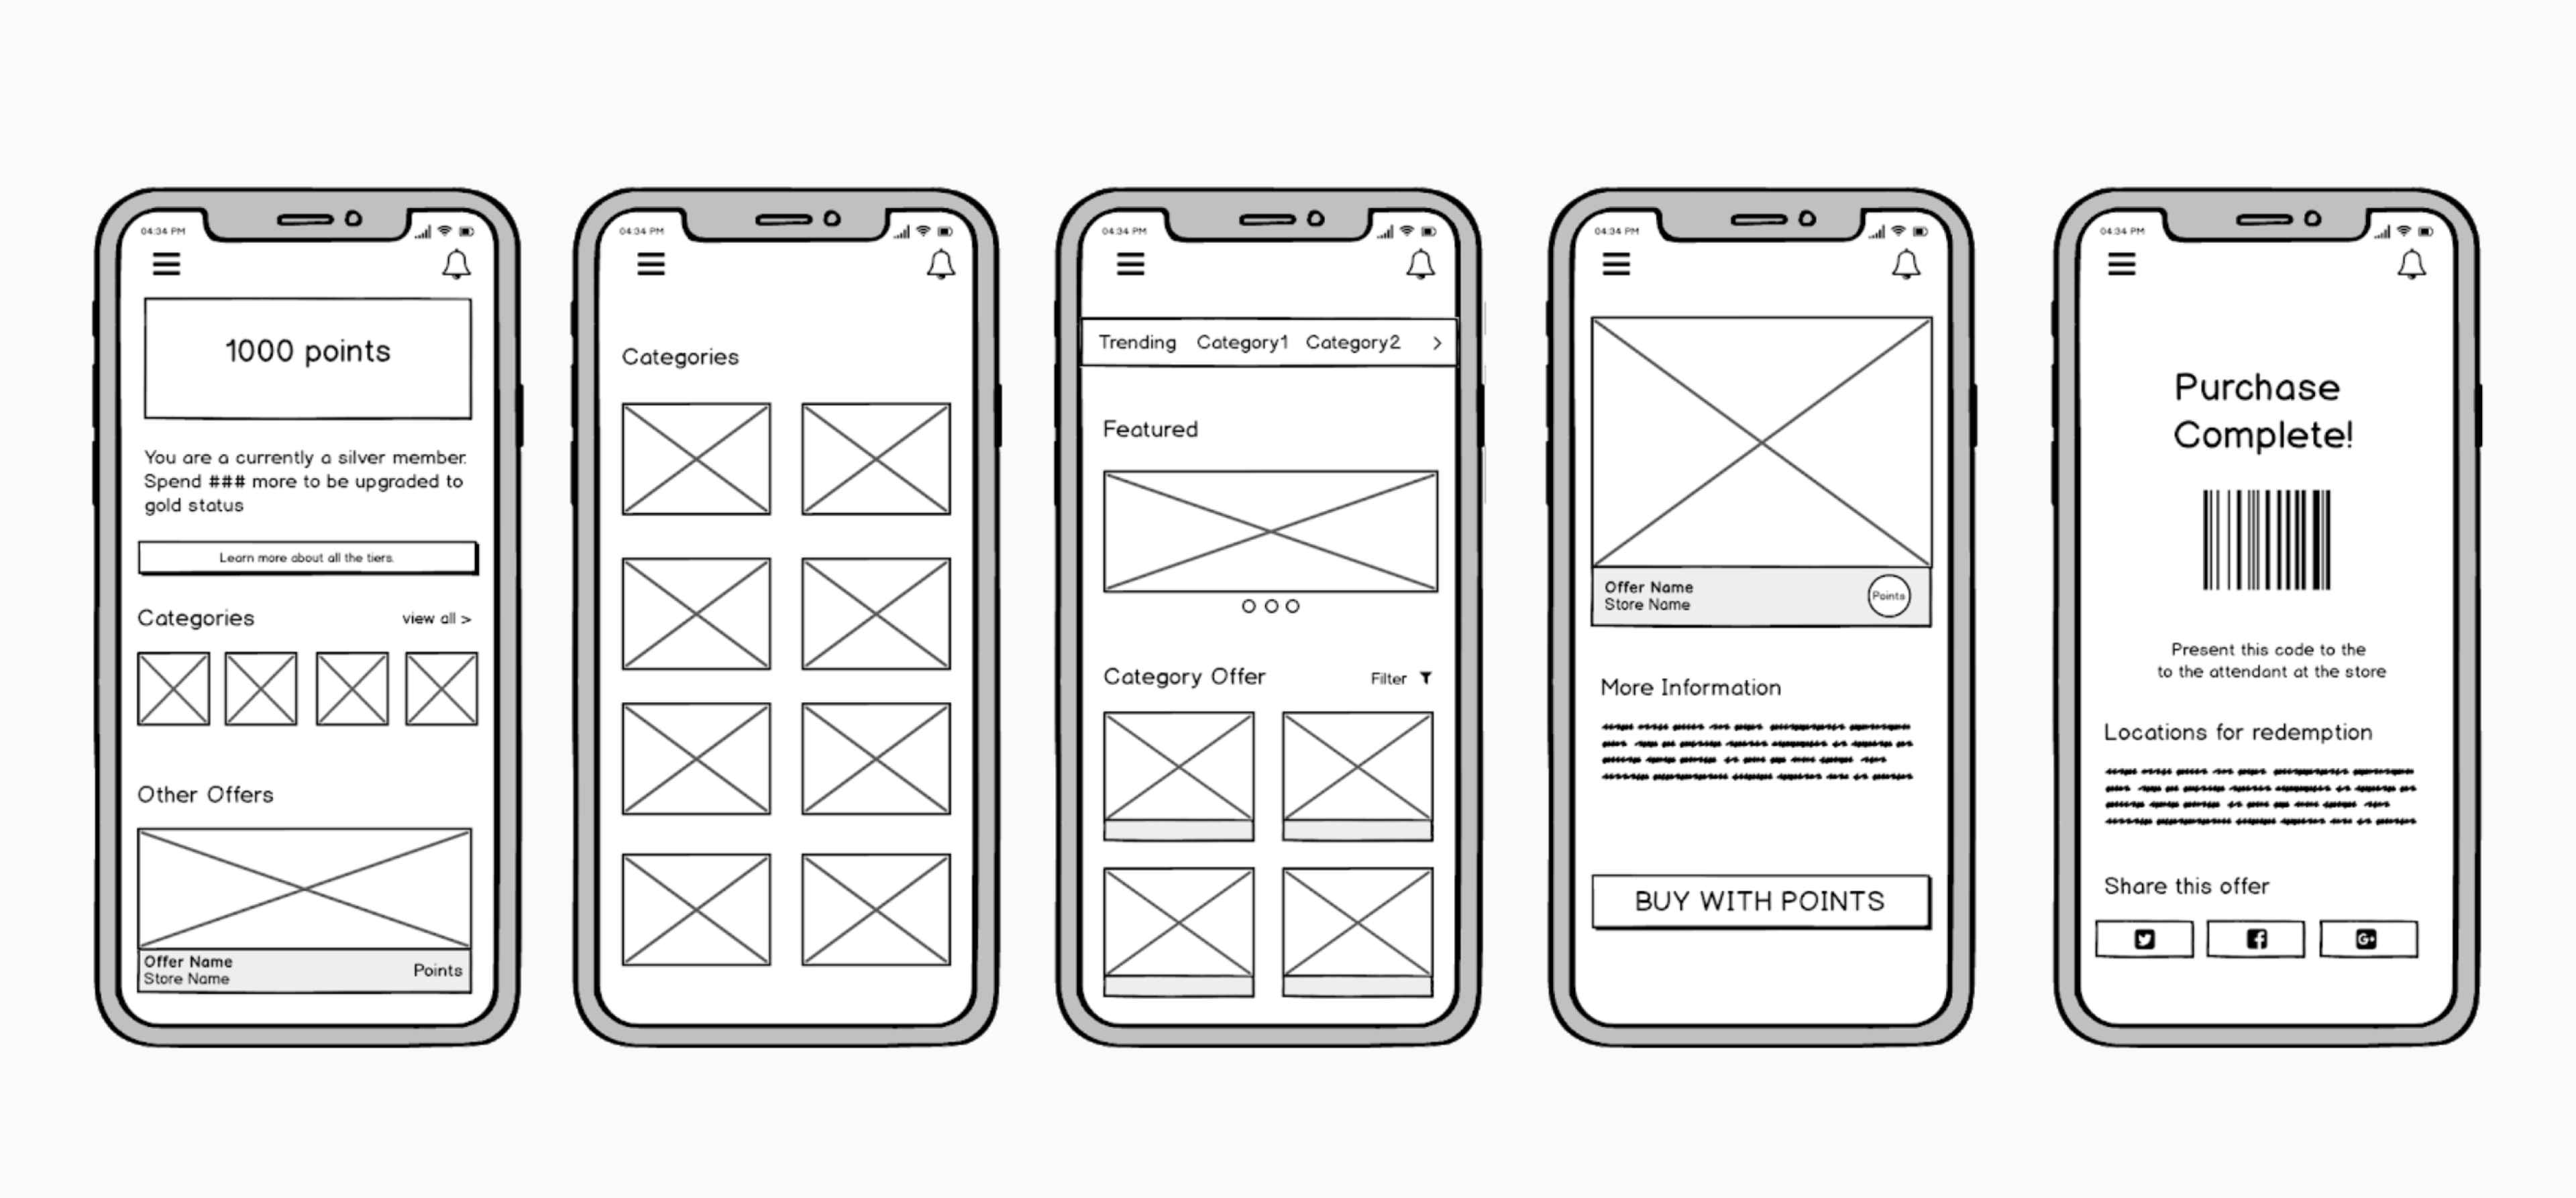 04:34 PM
1000 points
You are a currently a silver member.
Spend ### more to be upgraded to
gold status
Learn more about all the tiers.
Categories
view all >
Other Offers
Offer Name
Store Name
Points
04:34 PM
Categories
04:34 PM
Trending Category1 Category2 >
Featured
Category Offer
Filter
04:34 PM
Offer Name
Store Name
Points
More Information
BUY WITH POINTS
04:34 PM
Purchase
Complete!
Present this code to the
to the attendant at the store
Locations for redemption
Share this offer
G+